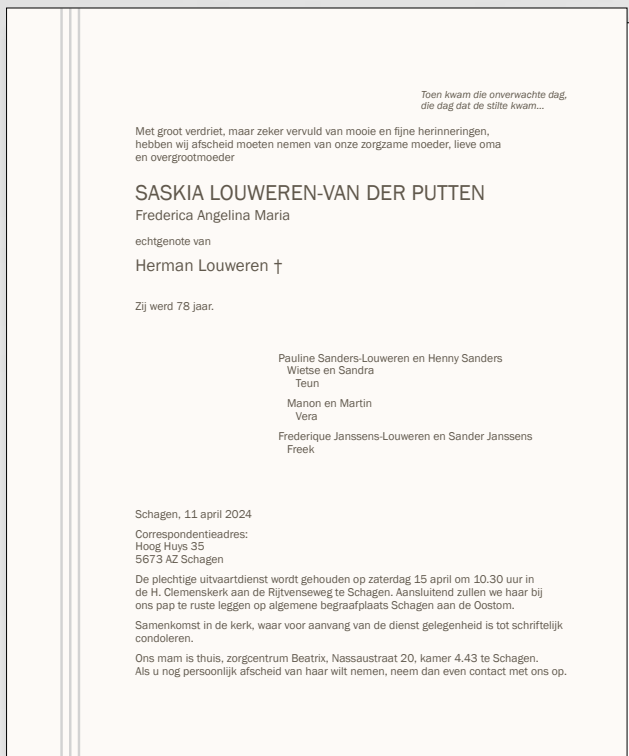 Toen kwam die onverwachte dag,
die dag dat de stilte kwam...
Met groot verdriet, maar zeker vervuld van mooie en fijne herinneringen,
hebben wij afscheid moeten nemen van onze zorgzame moeder, lieve oma
en overgrootmoeder
SASKIA LOUWEREN-VAN DER PUTTEN
Frederica Angelina Maria
echtgenote van
Herman Louweren †
Zij werd 78 jaar.
Pauline Sanders-Louweren en Henny Sanders
Wietse en Sandra
Teun
Manon en Martin
Vera
Frederique Janssens-Louweren en Sander Janssens
Freek
Schagen, 11 april 2024
Correspondentieadres:
Hoog Huys 35
5673 AZ Schagen
De plechtige uitvaartdienst wordt gehouden op zaterdag 15 april om 10.30 uur in
de H. Clemenskerk aan de Rijtvenseweg te Schagen. Aansluitend zullen we haar bij
ons pap te ruste leggen op algemene begraafplaats Schagen aan de Oostom.
Samenkomst in de kerk, waar voor aanvang van de dienst gelegenheid is tot schriftelijk
condoleren.
Ons mam is thuis, zorgcentrum Beatrix, Nassaustraat 20, kamer 4.43 te Schagen.
Als u nog persoonlijk afscheid van haar wilt nemen, neem dan even contact met ons op.